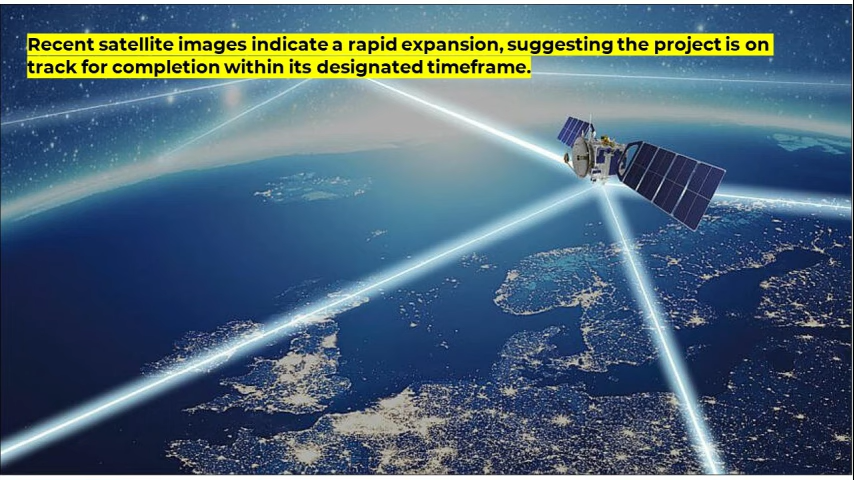 Recent satellite images indicate a rapid expansion, suggesting the project is on
track for completion within its designated timeframe.